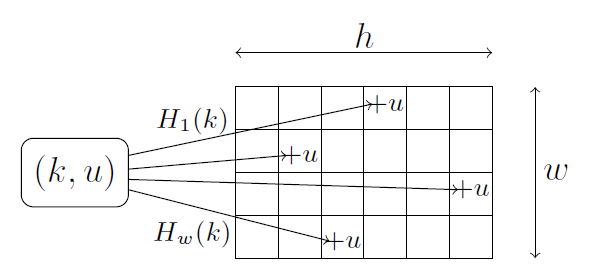 h
H_1(k)
+u
+u
(k, u)
w
+u
H_w(k)
+u